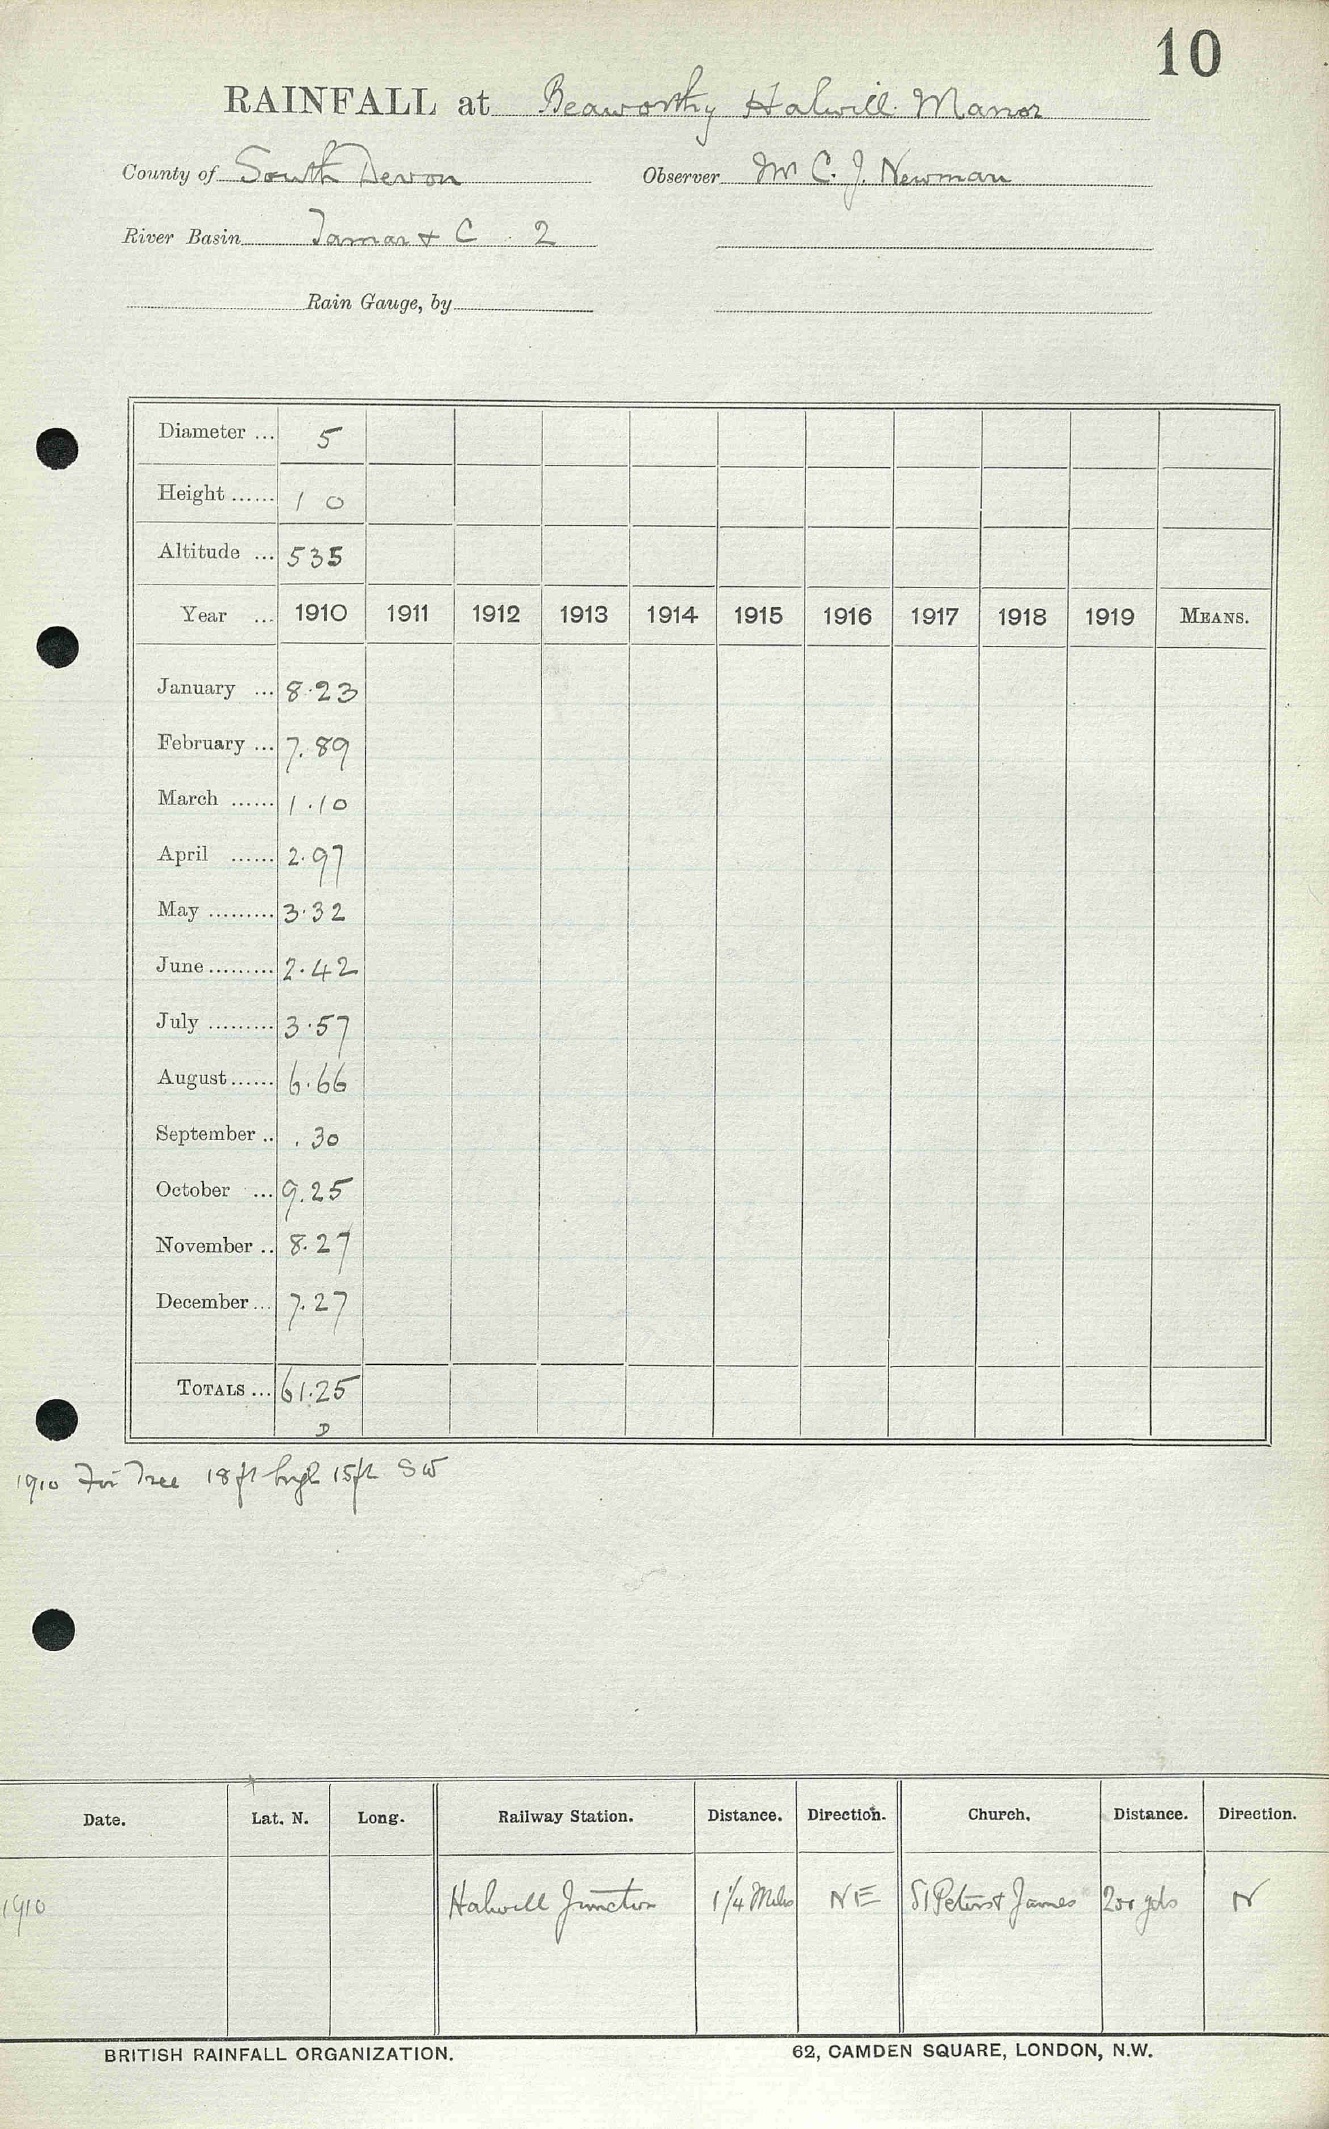 10
RAINFALL at Beaworthy Halwill Manor
County of South Devon Observer Mr C. J. Newman
River Basin Tamar & C 2
Rain Gauge, by
Diameter ... 5
Height ...... 1 0
Altitude ... 535
Year ... 1910 1911 1912 1913 1914 1915 1916 1917 1918 1919 MEANS.
January ... 8.23
February ... 7.89
March ...... 1.10
April ...... 2.97
May ......... 3.32
June ......... 2.42
July ......... 3.57
August ...... 6.66
September .. .30
October ... 9.25
November .. 8.27
December ... 7.27
TOTALS ... 61.25
D
1910 Fir Tree 18ft high 15ft SW
Date. Lat. N. Long. Railway Station. Distance. Direction. Church. Distance. Direction.
1910 Halwill Junction 1 1/4 Miles NE St Peter & James 200 yds N
BRITISH RAINFALL ORGANIZATION. 62, CAMDEN SQUARE, LONDON, N.W.